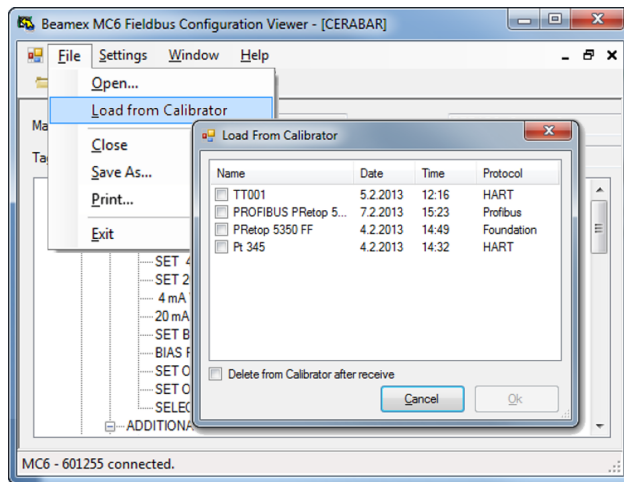 Beamex MC6 Fieldbus Configuration Viewer - [CERABAR]
File Settings Window Help
Open...
Load from Calibrator
Close
Save As...
Print...
Exit
Ma
Ta
Load From Calibrator
Name Date Time Protocol
TT001 5.2.2013 12:16 HART
PROFIBUS PRetop 5... 7.2.2013 15:23 Profibus
PRetop 5350 FF 4.2.2013 14:49 Foundation
Pt 345 4.2.2013 14:32 HART
Delete from Calibrator after receive
Cancel Ok
SET 4
SET 2
4 mA
20 mA
SET B
BIAS
SET O
SET O
SELEC
ADDITIONA
MC6 - 601255 connected.